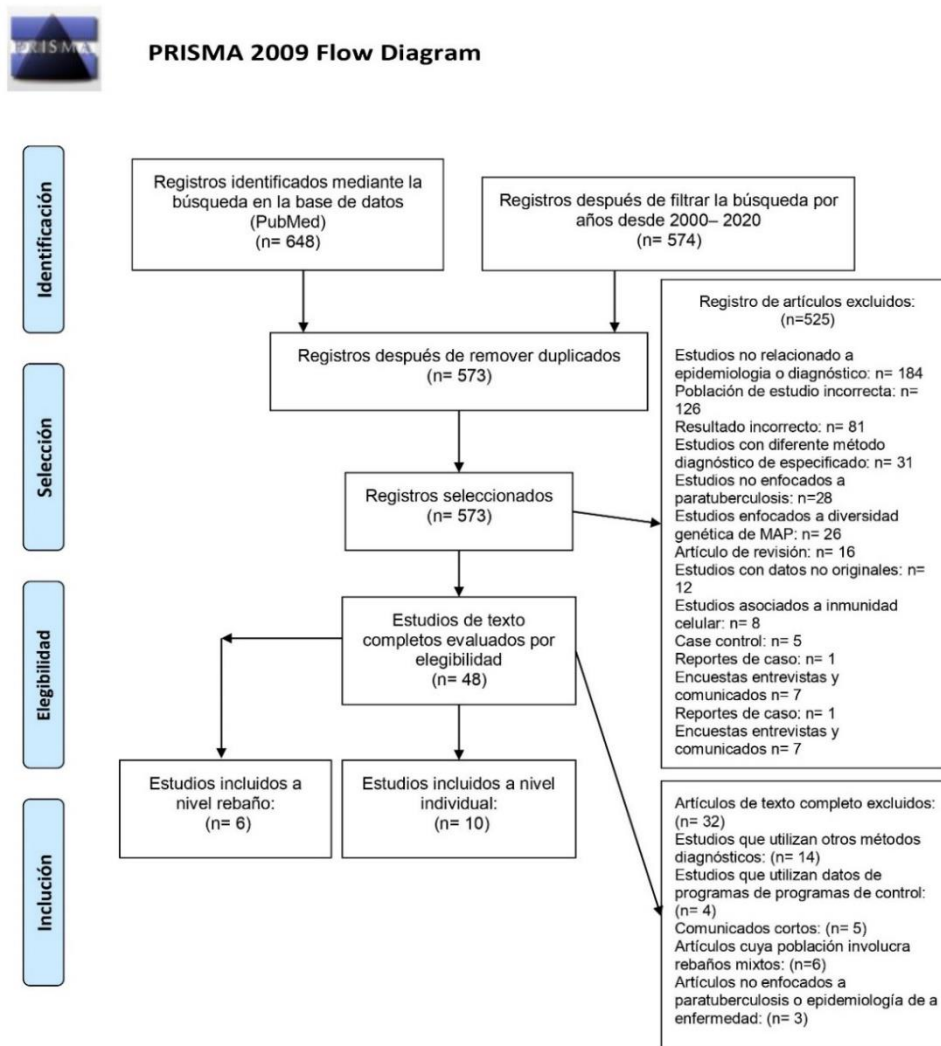 PRISMA
PRISMA 2009 Flow Diagram
Identificación
Registros identificados mediante la
búsqueda en la base de datos
(PubMed)
(n= 648)
Registros después de filtrar la búsqueda por
años desde 2000– 2020
(n= 574)
Selección
Registros después de remover duplicados
(n= 573)
Registros seleccionados
(n= 573)
Registro de artículos excluidos:
(n=525)
Estudios no relacionado a
epidemiologia o diagnóstico: n= 184
Población de estudio incorrecta: n=
126
Resultado incorrecto: n= 81
Estudios con diferente método
diagnóstico de especificado: n= 31
Estudios no enfocados a
paratuberculosis: n=28
Estudios enfocados a diversidad
genética de MAP: n= 26
Artículo de revisión: n= 16
Estudios con datos no originales: n=
12
Estudios asociados a inmunidad
celular: n= 8
Case control: n= 5
Reportes de caso: n= 1
Encuestas entrevistas y
comunicados n= 7
Reportes de caso: n= 1
Encuestas entrevistas y
comunicados n= 7
Elegibilidad
Estudios de texto
completos evaluados por
elegibilidad
(n= 48)
Inclución
Estudios incluidos a
nivel rebaño:
(n= 6)
Estudios incluidos a nivel
individual:
(n= 10)
Artículos de texto completo excluidos:
(n= 32)
Estudios que utilizan otros métodos
diagnósticos: (n= 14)
Estudios que utilizan datos de
programas de programas de control:
(n= 4)
Comunicados cortos: (n= 5)
Artículos cuya población involucra
rebaños mixtos: (n=6)
Artículos no enfocados a
paratuberculosis o epidemiología de a
enfermedad: (n= 3)